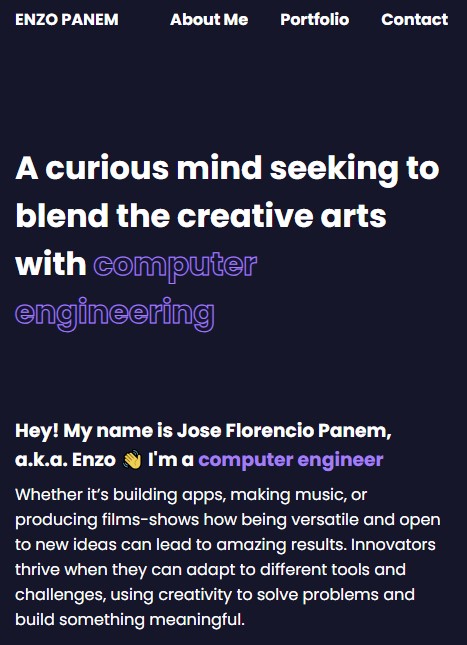 ENZO PANEM About Me Portfolio Contact
A curious mind seeking to
blend the creative arts
with computer
engineering
Hey! My name is Jose Florencio Panem,
a.k.a. Enzo 👋 I'm a computer engineer
Whether it’s building apps, making music, or
producing films-shows how being versatile and open
to new ideas can lead to amazing results. Innovators
thrive when they can adapt to different tools and
challenges, using creativity to solve problems and
build something meaningful.